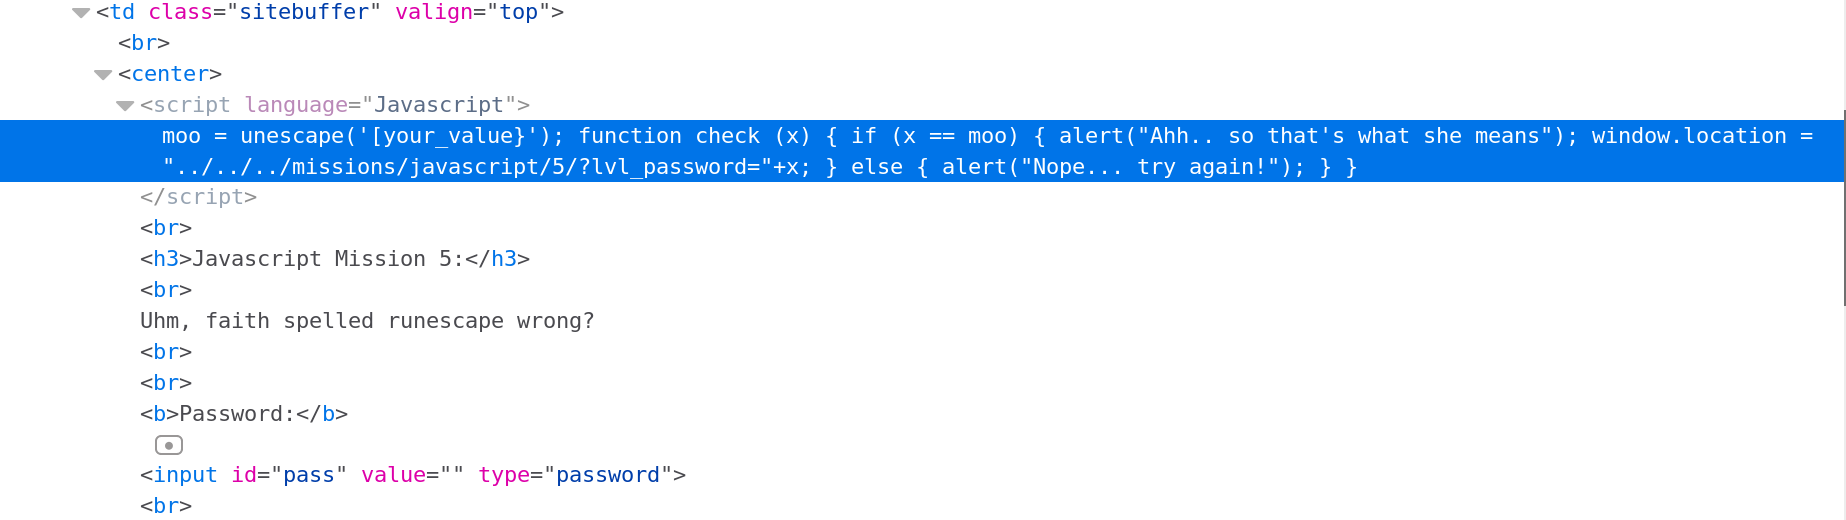 <td class="sitebuffer" valign="top">
<br>
<center>
<script language="Javascript">
moo = unescape('[your_value}'); function check (x) { if (x == moo) { alert("Ahh.. so that's what she means"); window.location =
"../../../missions/javascript/5/?lvl_password="+x; } else { alert("Nope... try again!"); } }
</script>
<br>
<h3>Javascript Mission 5:</h3>
<br>
Uhm, faith spelled runescape wrong?
<br>
<br>
<b>Password:</b>
<input id="pass" value="" type="password">
<br>